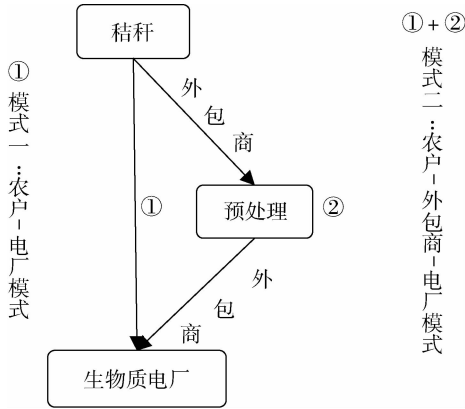 秸秆
①
模式一:农户-电厂模式
外包商
①
预处理
②
外包商
生物质电厂
①+②
模式二:农户-外包商-电厂模式